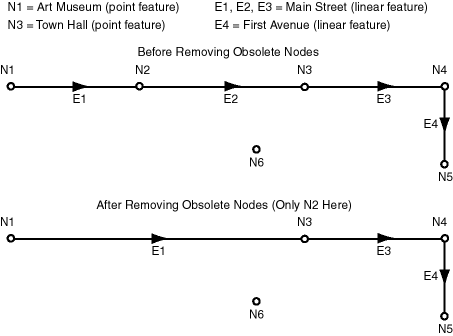 N1 = Art Museum (point feature) E1, E2, E3 = Main Street (linear feature)
N3 = Town Hall (point feature) E4 = First Avenue (linear feature)
Before Removing Obsolete Nodes
N1 N2 N3 N4
E1 E2 E3
E4
N6
N5
After Removing Obsolete Nodes (Only N2 Here)
N1 N3 N4
E1 E3
E4
N6
N5